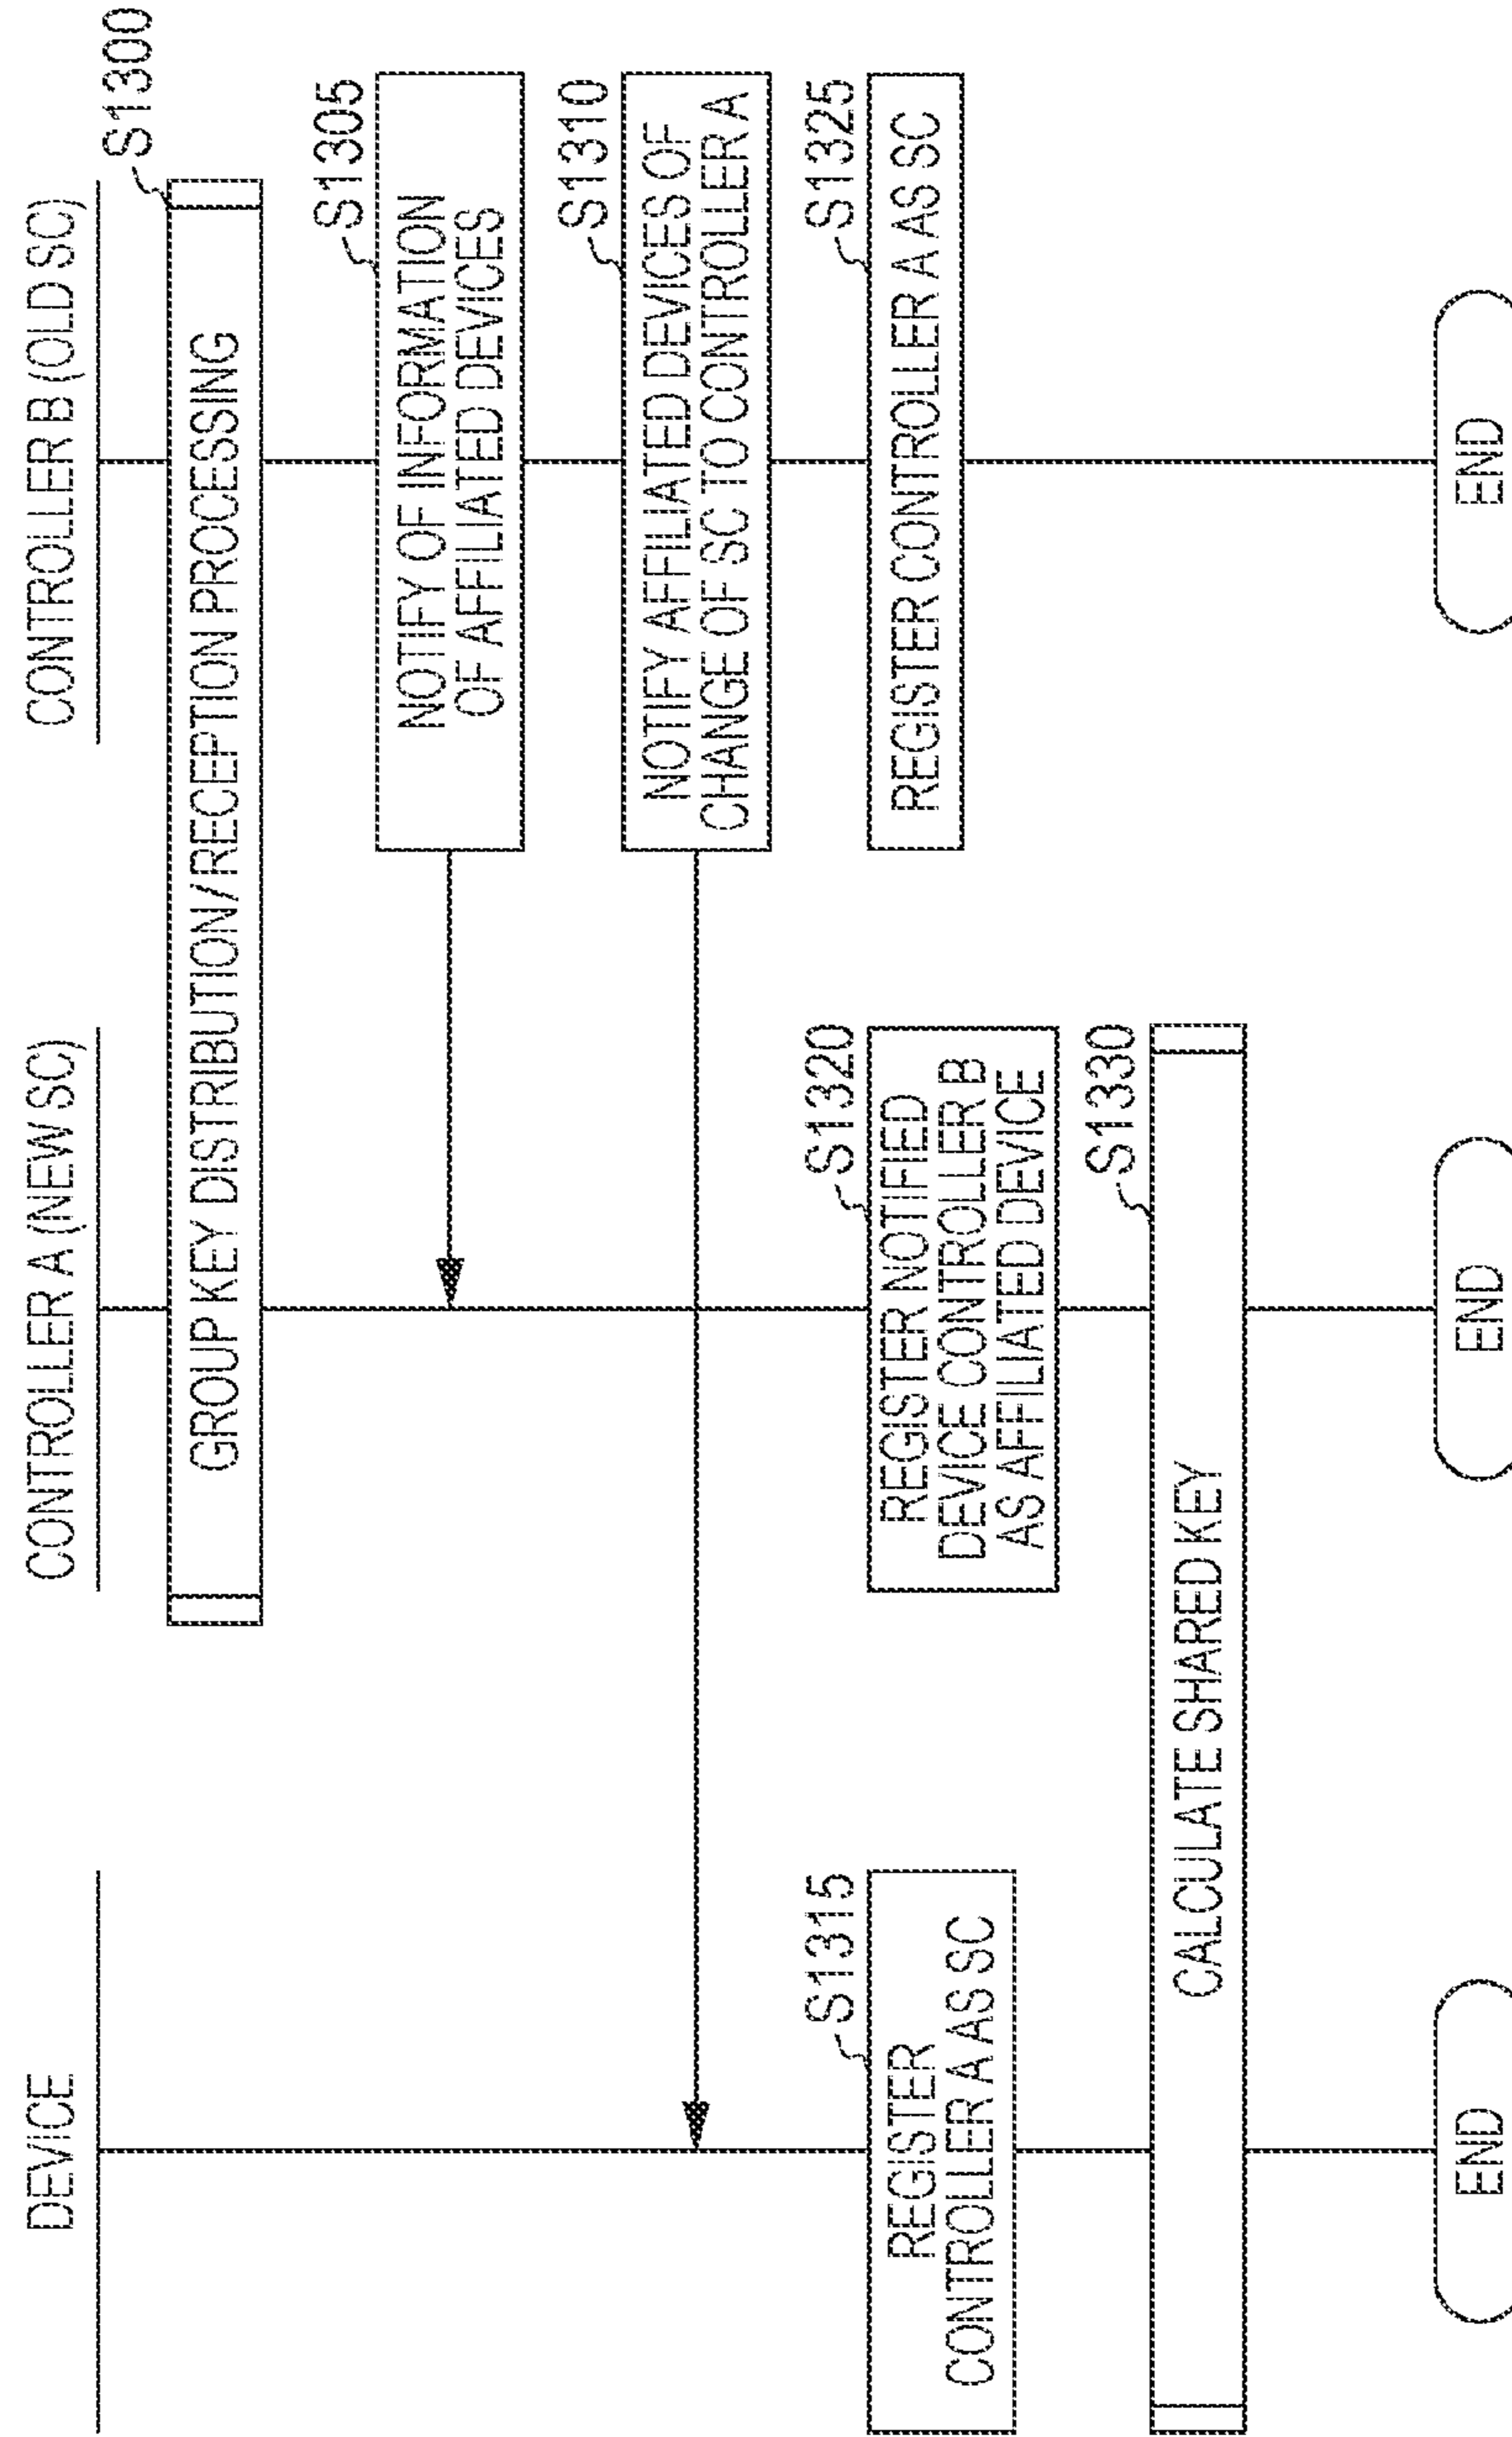 DEVICE
CONTROLLER A (NEW SC)
CONTROLLER B (OLD SC)
S1300
GROUP KEY DISTRIBUTION/RECEPTION PROCESSING
S1305
NOTIFY OF INFORMATION
OF AFFILIATED DEVICES
S1310
NOTIFY AFFILIATED DEVICES OF
CHANGE OF SC TO CONTROLLER A
S1315
REGISTER
CONTROLLER A AS SC
S1320
REGISTER NOTIFIED
DEVICE CONTROLLER B
AS AFFILIATED DEVICE
S1325
REGISTER CONTROLLER A AS SC
S1330
CALCULATE SHARED KEY
END
END
END